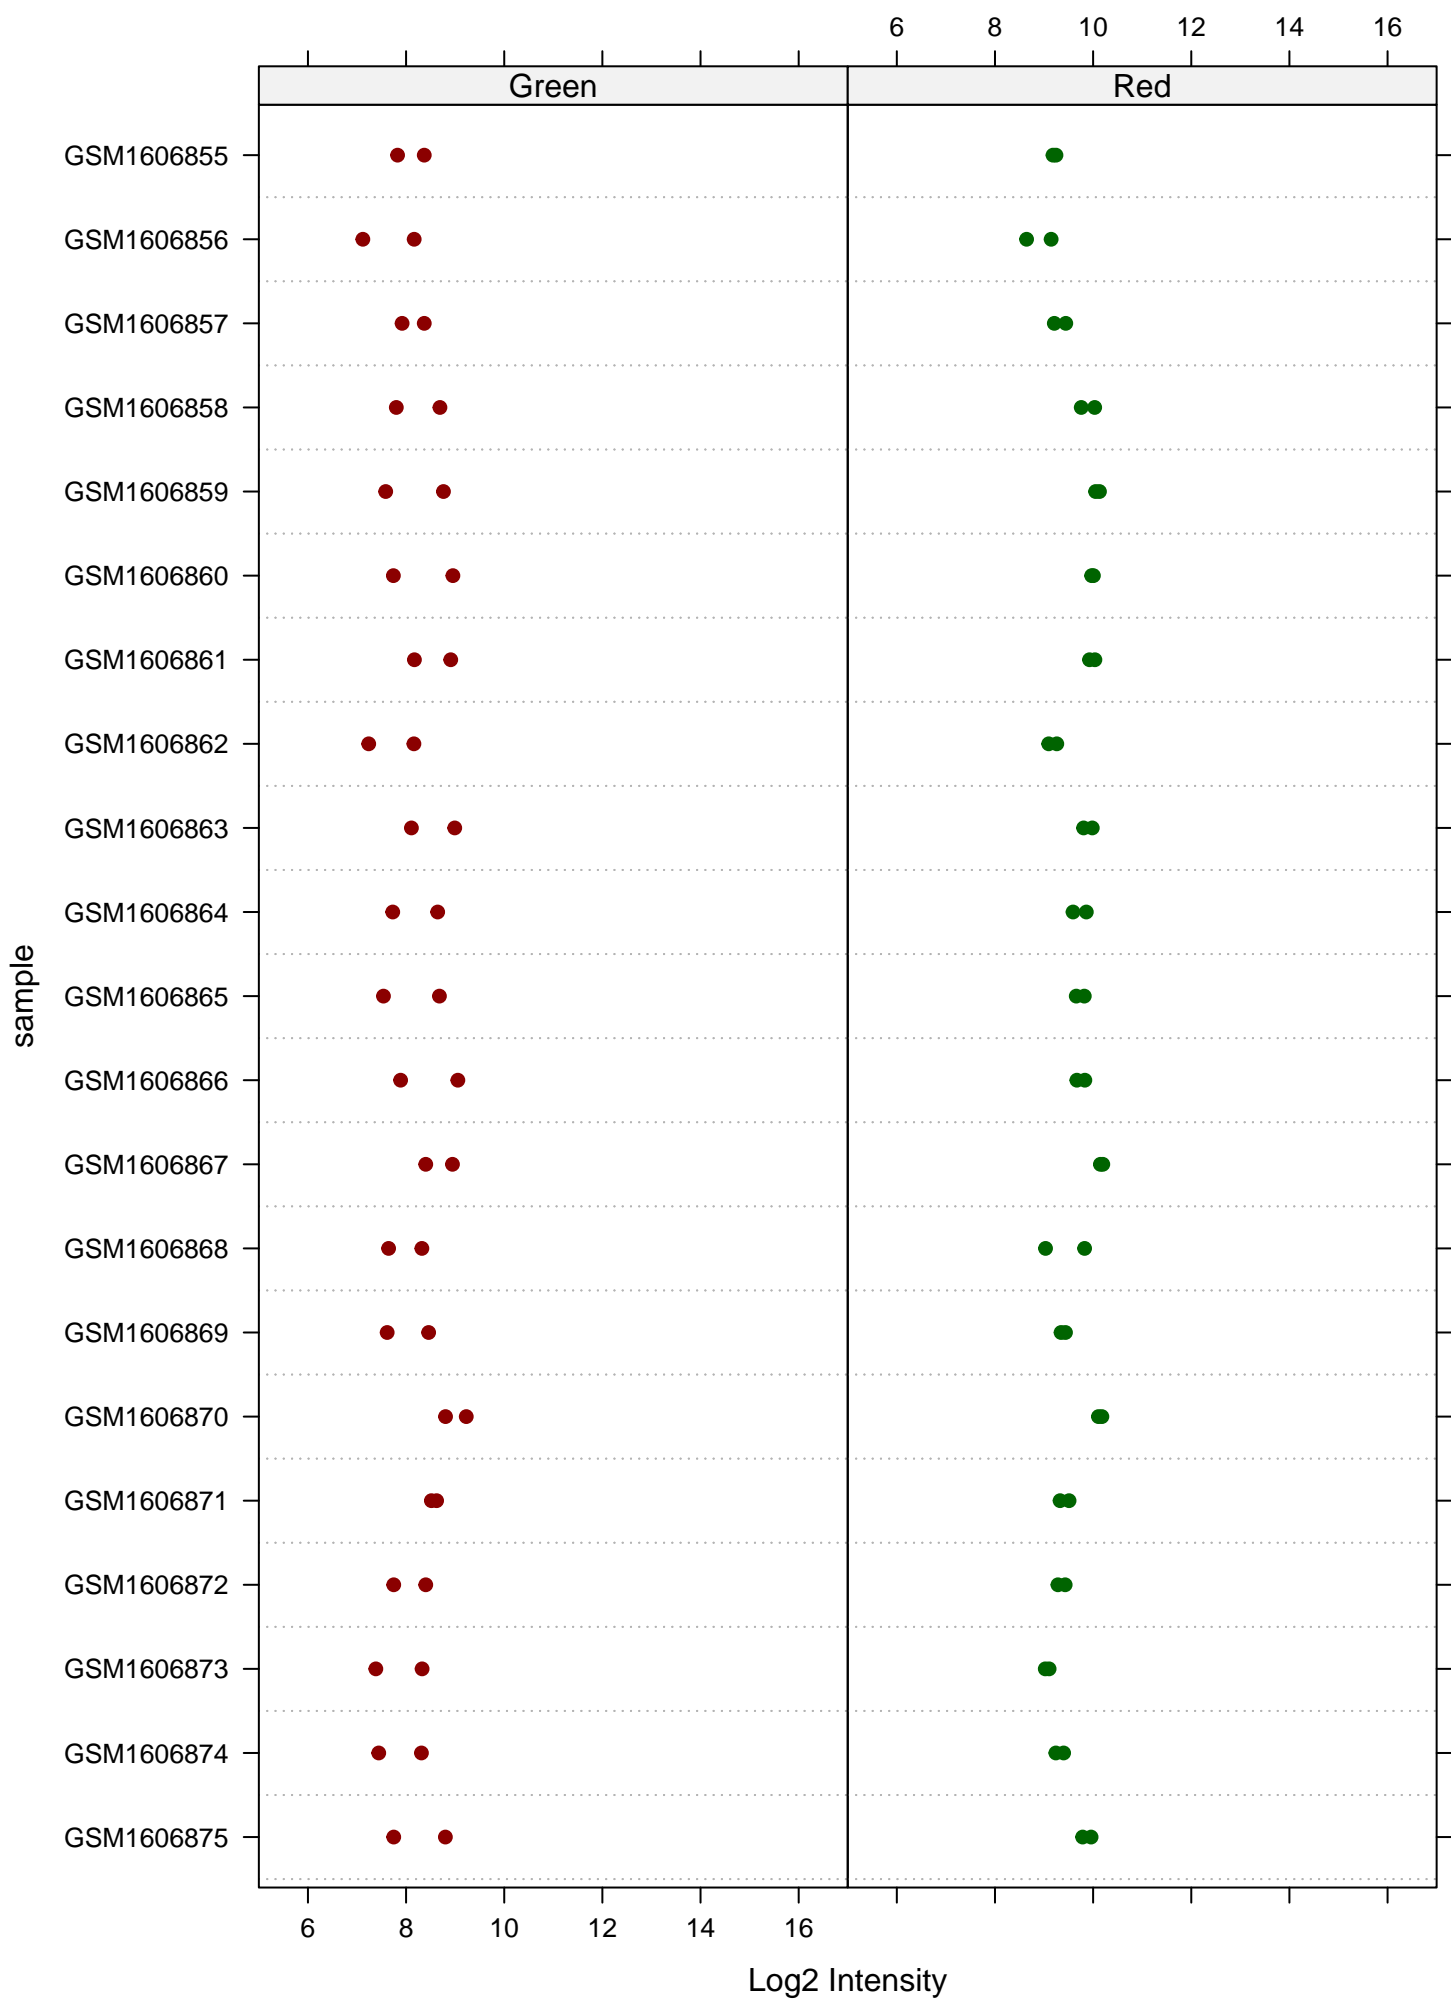 6 8 10 12 14 16
Green Red
GSM1606855
GSM1606856
GSM1606857
GSM1606858
GSM1606859
GSM1606860
GSM1606861
GSM1606862
GSM1606863
GSM1606864
GSM1606865
GSM1606866
GSM1606867
GSM1606868
GSM1606869
GSM1606870
GSM1606871
GSM1606872
GSM1606873
GSM1606874
GSM1606875
sample
6 8 10 12 14 16
Log2 Intensity